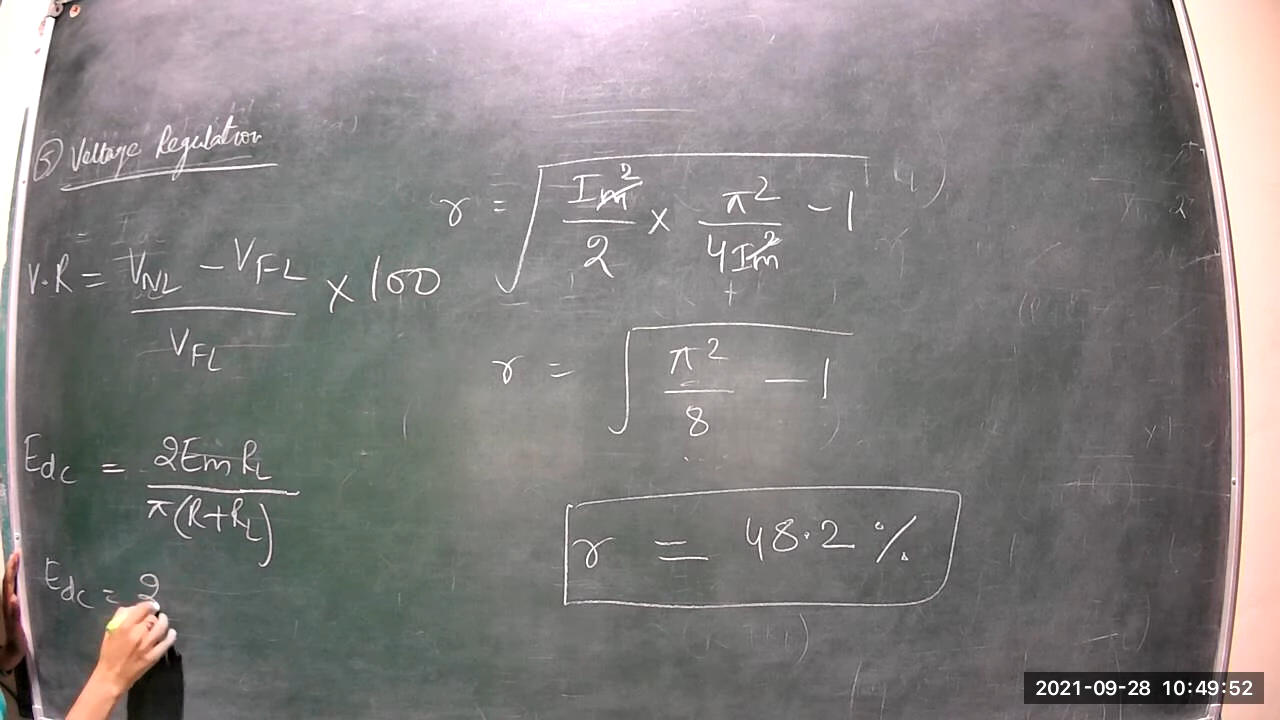 5) Voltage Regulation
V.R = (V_NL - V_FL) / V_FL × 100
E_dc = 2Em R_L / π(R+R_L)
E_dc = 2
r = √(Im² / 2 × π² / 4Im² - 1)
r = √(π² / 8 - 1)
r = 48.2 %
2021-09-28 10:49:52